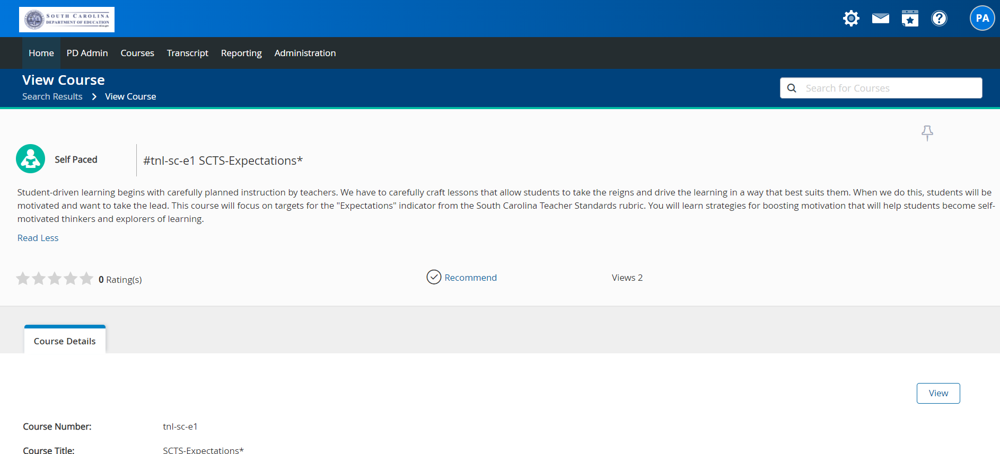 SOUTH CAROLINA
DEPARTMENT OF EDUCATION
PA
Home PD Admin Courses Transcript Reporting Administration
View Course
Search Results View Course
Search for Courses
Self Paced
#tnl-sc-e1 SCTS-Expectations*
Student-driven learning begins with carefully planned instruction by teachers. We have to carefully craft lessons that allow students to take the reigns and drive the learning in a way that best suits them. When we do this, students will be
motivated and want to take the lead. This course will focus on targets for the "Expectations" indicator from the South Carolina Teacher Standards rubric. You will learn strategies for boosting motivation that will help students become self-
motivated thinkers and explorers of learning.
Read Less
0 Rating(s)
Recommend
Views 2
Course Details
View
Course Number: tnl-sc-e1
Course Title: SCTS-Expectations*